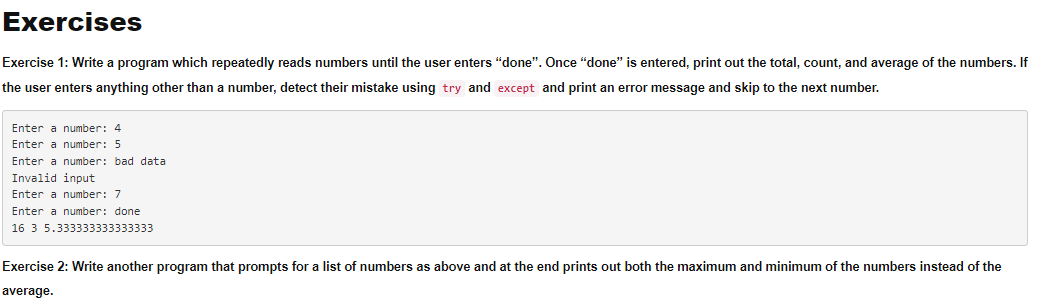 Exercises
Exercise 1: Write a program which repeatedly reads numbers until the user enters “done”. Once “done” is entered, print out the total, count, and average of the numbers. If
the user enters anything other than a number, detect their mistake using try and except and print an error message and skip to the next number.
Enter a number: 4
Enter a number: 5
Enter a number: bad data
Invalid input
Enter a number: 7
Enter a number: done
16 3 5.333333333333333
Exercise 2: Write another program that prompts for a list of numbers as above and at the end prints out both the maximum and minimum of the numbers instead of the
average.